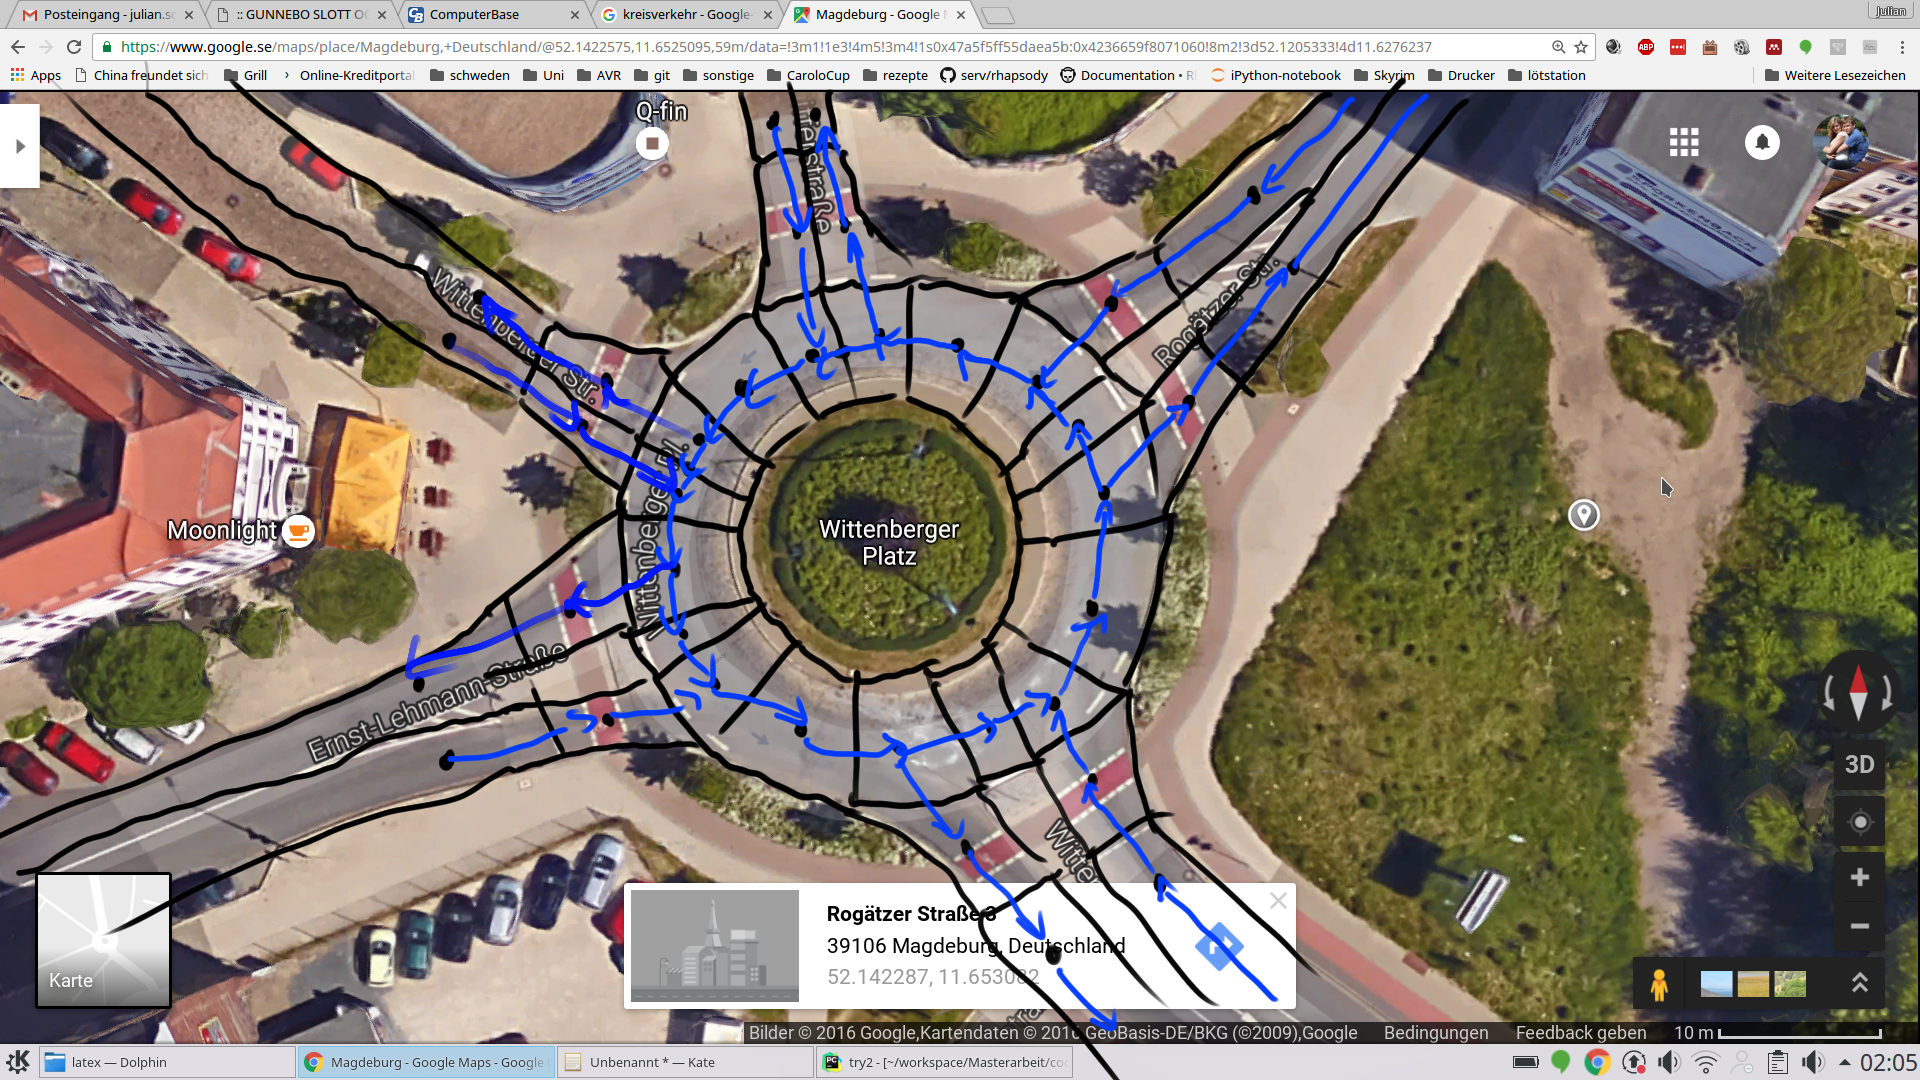 Posteingang - julian.s
:: GUNNEBO SLOTT O
ComputerBase
kreisverkehr - Google-
Magdeburg - Google
Julian
https://www.google.se/maps/place/Magdeburg,+Deutschland/@52.1422575,11.6525095,59m/data=!3m1!1e3!4m5!3m4!1s0x47a5f5ff55daea5b:0x4236659f8071060!8m2!3d52.1205333!4d11.6276237
ABP
Apps
China freundet sich
Grill
Online-Kreditportal
schweden
Uni
AVR
git
sonstige
CaroloCup
rezepte
serv/rhapsody
Documentation • R
iPython-notebook
Skyrim
Drucker
lötstation
Weitere Lesezeichen
Q-fin
Wittenberger Str.
Rogätzer Str.
Moonlight
Wittenberger Pl.
Wittenberger
Platz
Ernst-Lehmann-Straße
Witte
3D
Rogätzer Straße 3
39106 Magdeburg, Deutschland
52.142287, 11.653082
Karte
Bilder © 2016 Google,Kartendaten © 2016 GeoBasis-DE/BKG (©2009),Google
Bedingungen
Feedback geben
10 m
latex — Dolphin
Magdeburg - Google Maps - Google
Unbenannt * — Kate
try2 - [~/workspace/Masterarbeit/co
02:05